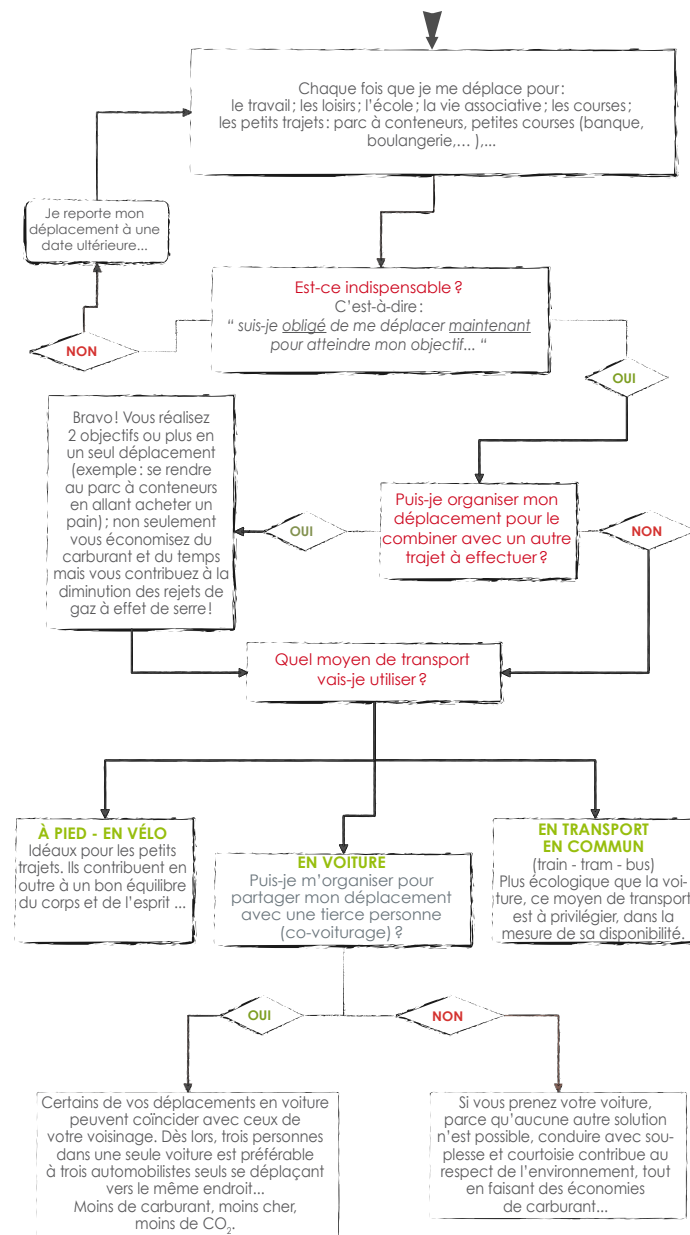 Chaque fois que je me déplace pour :
le travail ; les loisirs ; l'école ; la vie associative ; les courses ;
les petits trajets : parc à conteneurs, petites courses (banque,
boulangerie,… ),...
Je reporte mon
déplacement à une
date ultérieure...
Est-ce indispensable ?
C'est-à-dire :
“ suis-je obligé de me déplacer maintenant
pour atteindre mon objectif... “
NON
OUI
Bravo ! Vous réalisez
2 objectifs ou plus en
un seul déplacement
(exemple : se rendre
au parc à conteneurs
en allant acheter un
pain) ; non seulement
vous économisez du
carburant et du temps
mais vous contribuez à la
diminution des rejets de
gaz à effet de serre !
OUI
Puis-je organiser mon
déplacement pour le
combiner avec un autre
trajet à effectuer ?
NON
Quel moyen de transport
vais-je utiliser ?
À PIED - EN VÉLO
Idéaux pour les petits
trajets. Ils contribuent en
outre à un bon équilibre
du corps et de l'esprit ...
EN VOITURE
Puis-je m'organiser pour
partager mon déplacement
avec une tierce personne
(co-voiturage) ?
EN TRANSPORT
EN COMMUN
(train - tram - bus)
Plus écologique que la voi-
ture, ce moyen de transport
est à privilégier, dans la
mesure de sa disponibilité.
OUI
NON
Certains de vos déplacements en voiture
peuvent coïncider avec ceux de
votre voisinage. Dès lors, trois personnes
dans une seule voiture est préférable
à trois automobilistes seuls se déplaçant
vers le même endroit...
Moins de carburant, moins cher,
moins de CO₂.
Si vous prenez votre voiture,
parce qu'aucune autre solution
n'est possible, conduire avec sou-
plesse et courtoisie contribue au
respect de l'environnement, tout
en faisant des économies
de carburant...